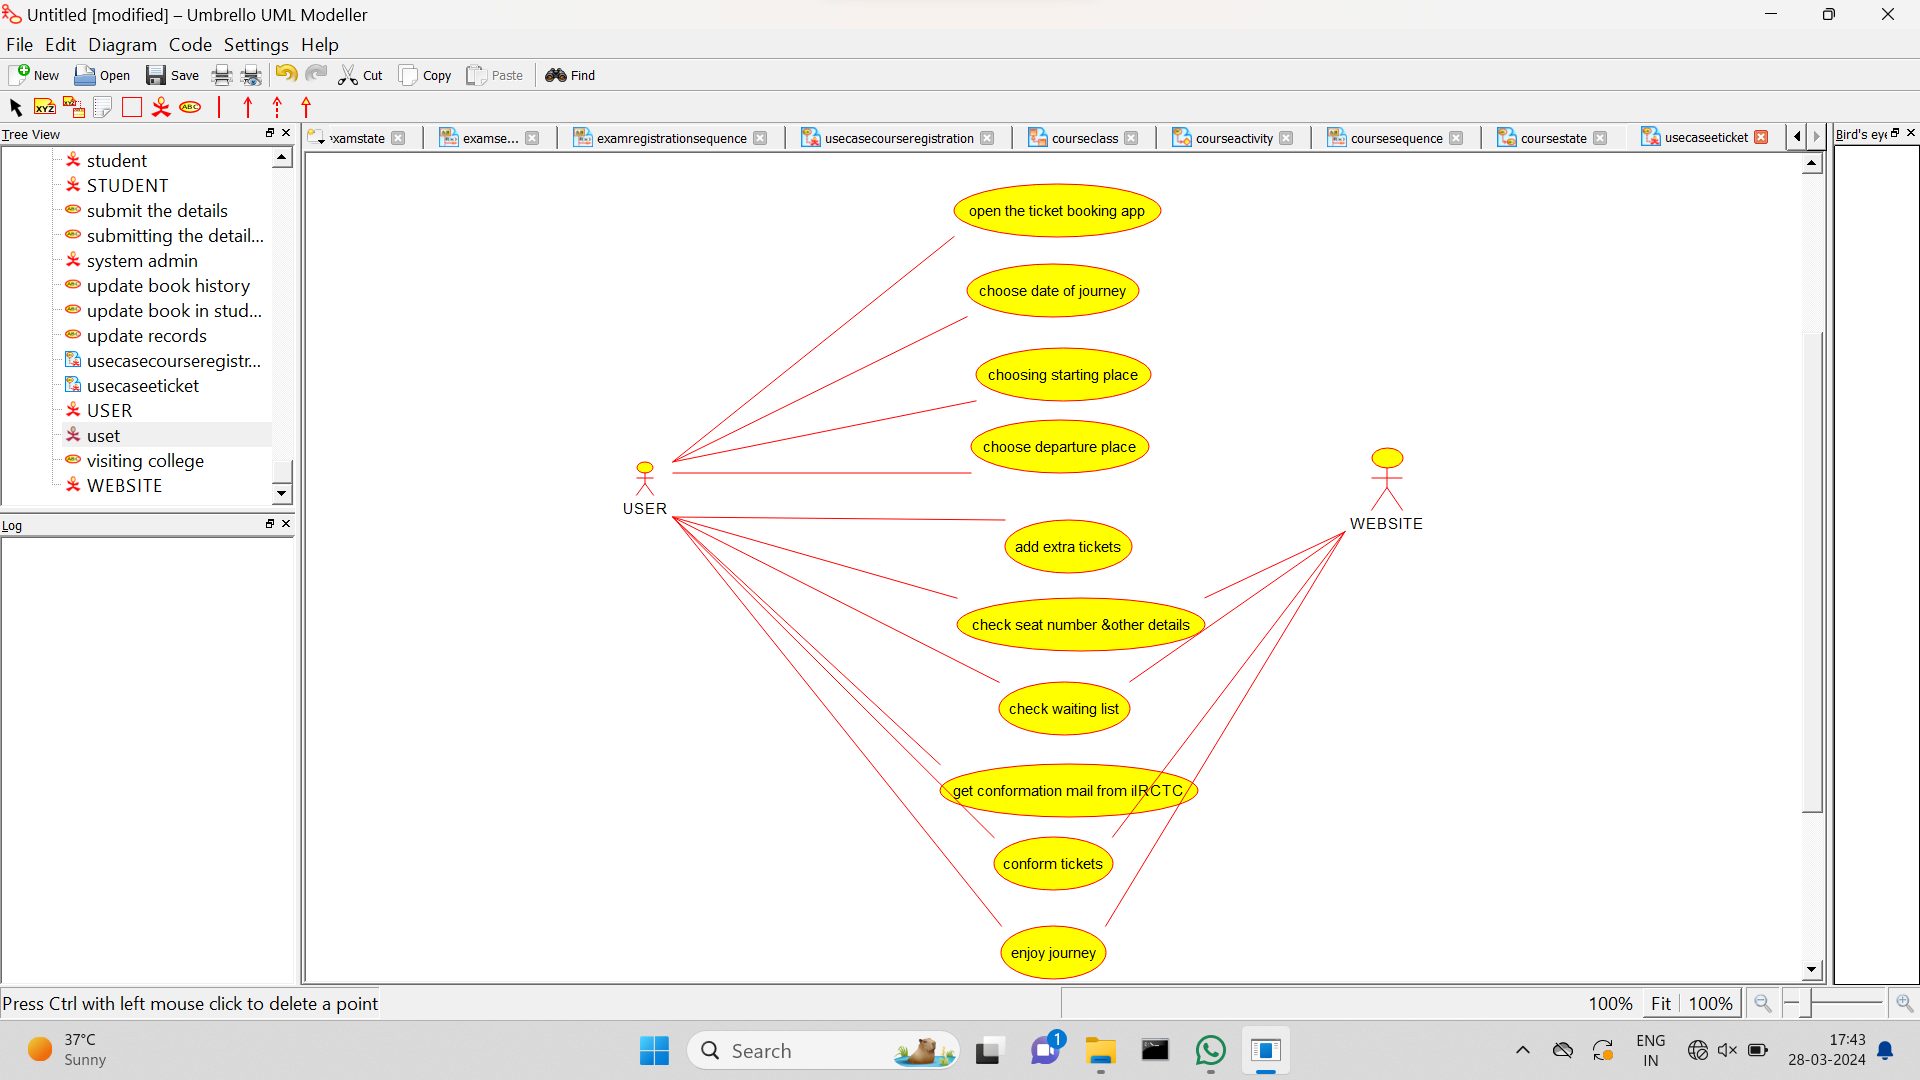 Untitled [modified] – Umbrello UML Modeller
File Edit Diagram Code Settings Help
New Open Save Cut Copy Paste Find
XYZ XYZ ABC
Tree View
student
STUDENT
submit the details
submitting the detail...
system admin
update book history
update book in stud...
update records
usecasecourseregistr...
usecaseeticket
USER
uset
visiting college
WEBSITE
Log
examse... examregistrationsequence usecasecourseregistration courseclass courseactivity coursesequence coursestate usecaseeticket
open the ticket booking app
choose date of journey
choosing starting place
choose departure place
USER
WEBSITE
add extra tickets
check seat number &other details
check waiting list
get conformation mail from iIRCTC
conform tickets
enjoy journey
Press Ctrl with left mouse click to delete a point
100% Fit 100%
37°C
Sunny
Search
1
ENG
IN
17:43
28-03-2024